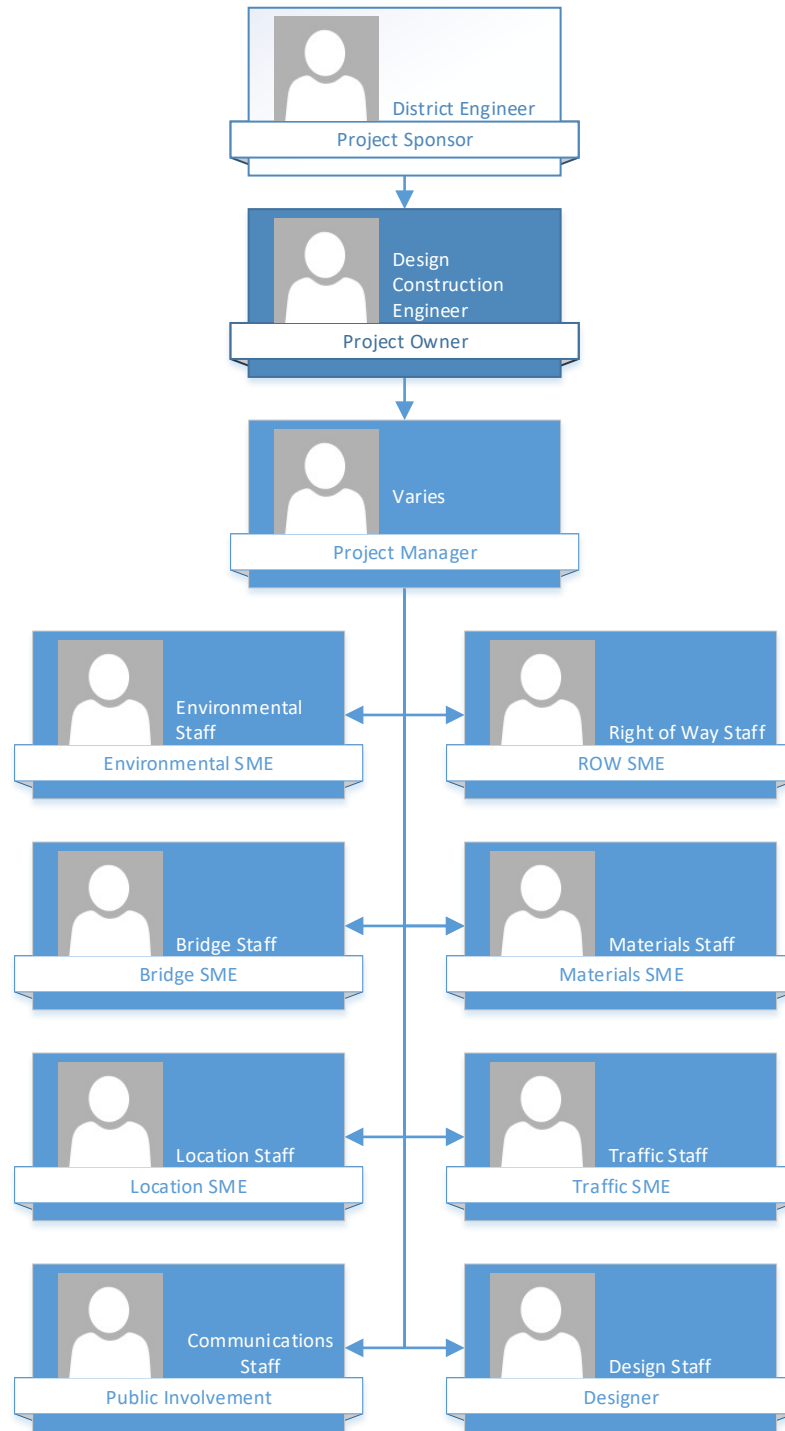 District Engineer
Project Sponsor
Design
Construction
Engineer
Project Owner
Varies
Project Manager
Environmental
Staff
Environmental SME
Right of Way Staff
ROW SME
Bridge Staff
Bridge SME
Materials Staff
Materials SME
Location Staff
Location SME
Traffic Staff
Traffic SME
Communications
Staff
Public Involvement
Design Staff
Designer